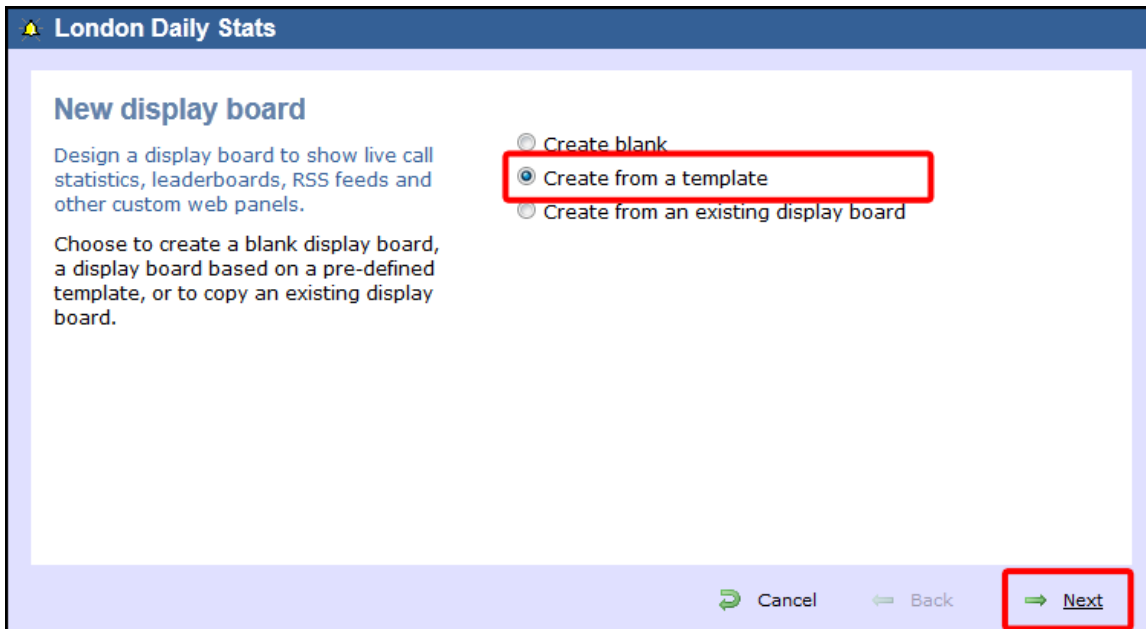 London Daily Stats
New display board
Design a display board to show live call
statistics, leaderboards, RSS feeds and
other custom web panels.
Choose to create a blank display board,
a display board based on a pre-defined
template, or to copy an existing display
board.
Create blank
Create from a template
Create from an existing display board
Cancel
Back
Next